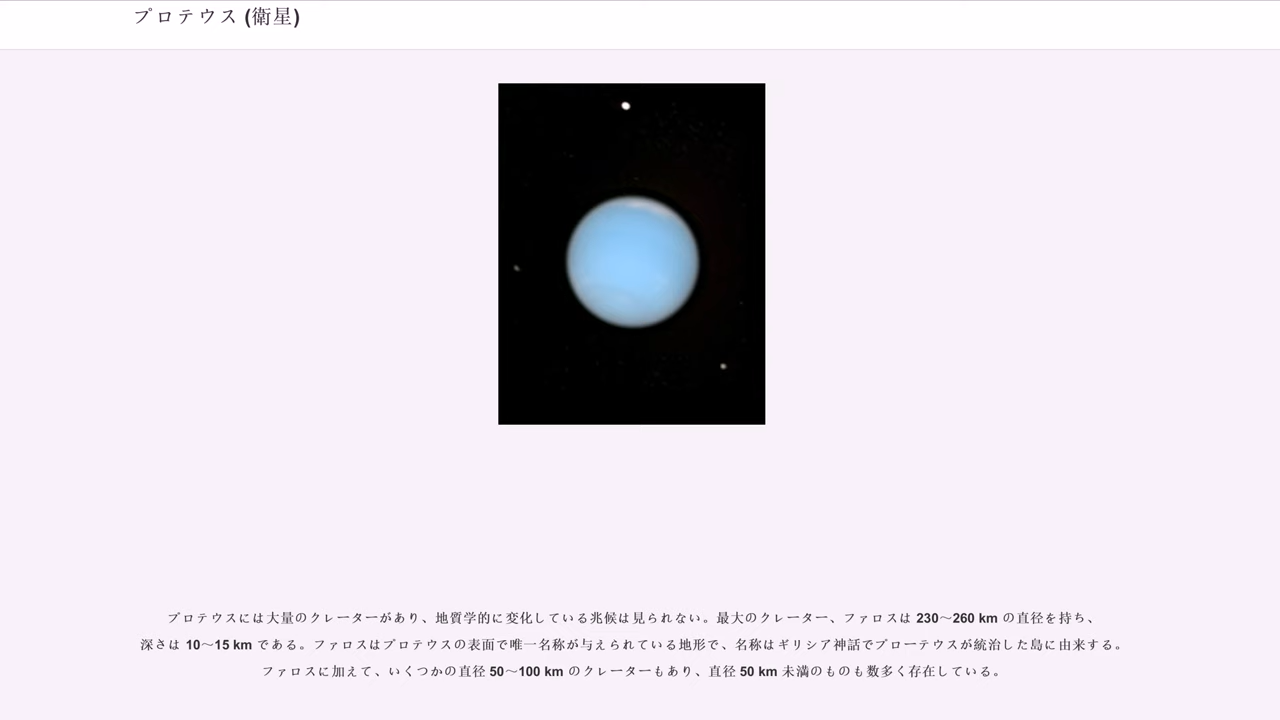 プロテウス (衛星)
プロテウスには大量のクレーターがあり、地質学的に変化している兆候は見られない。最大のクレーター、ファロスは 230〜260 km の直径を持ち、
深さは 10〜15 km である。ファロスはプロテウスの表面で唯一名称が与えられている地形で、名称はギリシア神話でプローテウスが統治した島に由来する。
ファロスに加えて、いくつかの直径 50〜100 km のクレーターもあり、直径 50 km 未満のものも数多く存在している。